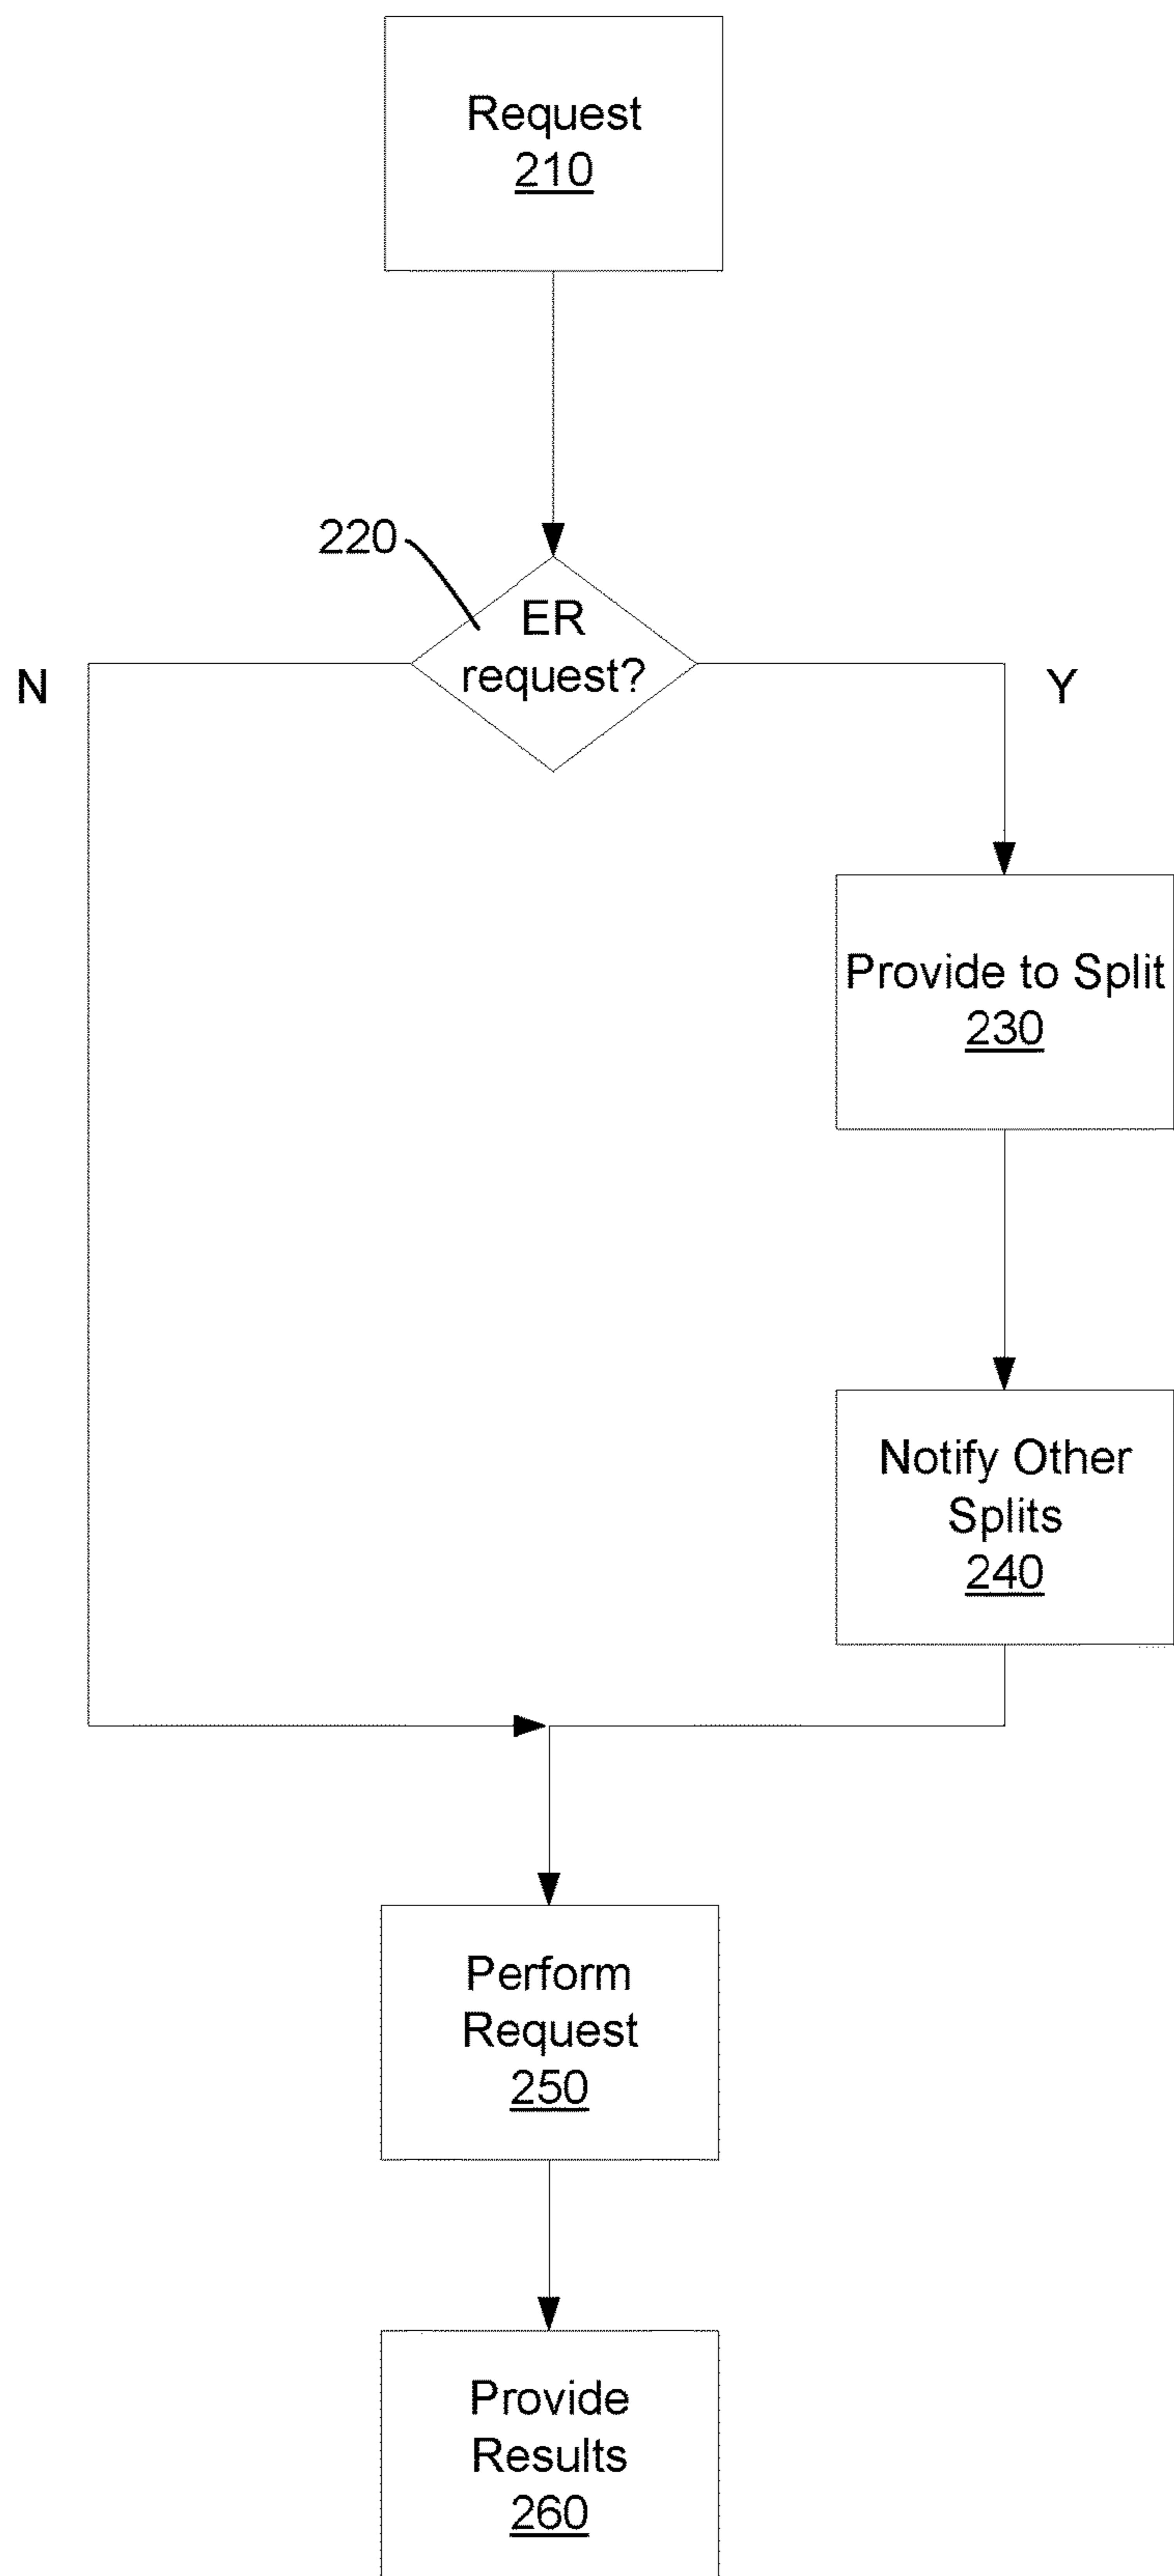 Request
210
220
ER
request?
N
Y
Provide to Split
230
Notify Other
Splits
240
Perform
Request
250
Provide
Results
260